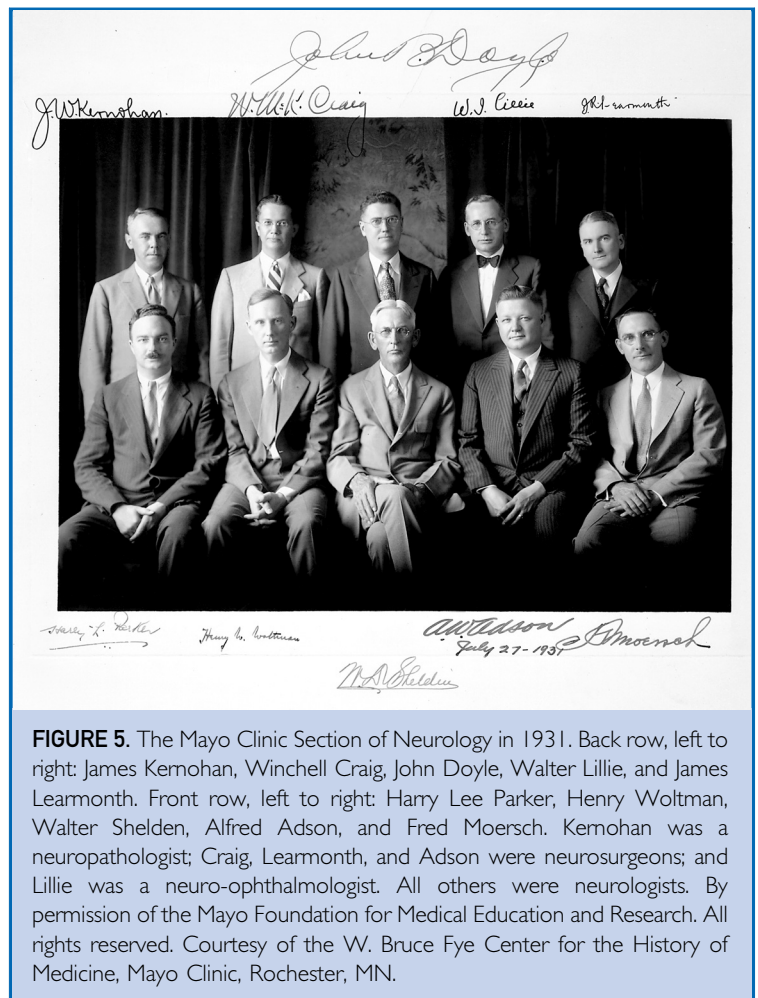 John B. Doyle
J.W. Kernohan. W. McK. Craig W. I. Lillie J R Learmonth
Harry L. Parker Henry W. Woltman A.W. Adson F P Moersch
July 27-1931
W. D. Shelden
FIGURE 5. The Mayo Clinic Section of Neurology in 1931. Back row, left to
right: James Kernohan, Winchell Craig, John Doyle, Walter Lillie, and James
Learmonth. Front row, left to right: Harry Lee Parker, Henry Woltman,
Walter Shelden, Alfred Adson, and Fred Moersch. Kernohan was a
neuropathologist; Craig, Learmonth, and Adson were neurosurgeons; and
Lillie was a neuro-ophthalmologist. All others were neurologists. By
permission of the Mayo Foundation for Medical Education and Research. All
rights reserved. Courtesy of the W. Bruce Fye Center for the History of
Medicine, Mayo Clinic, Rochester, MN.